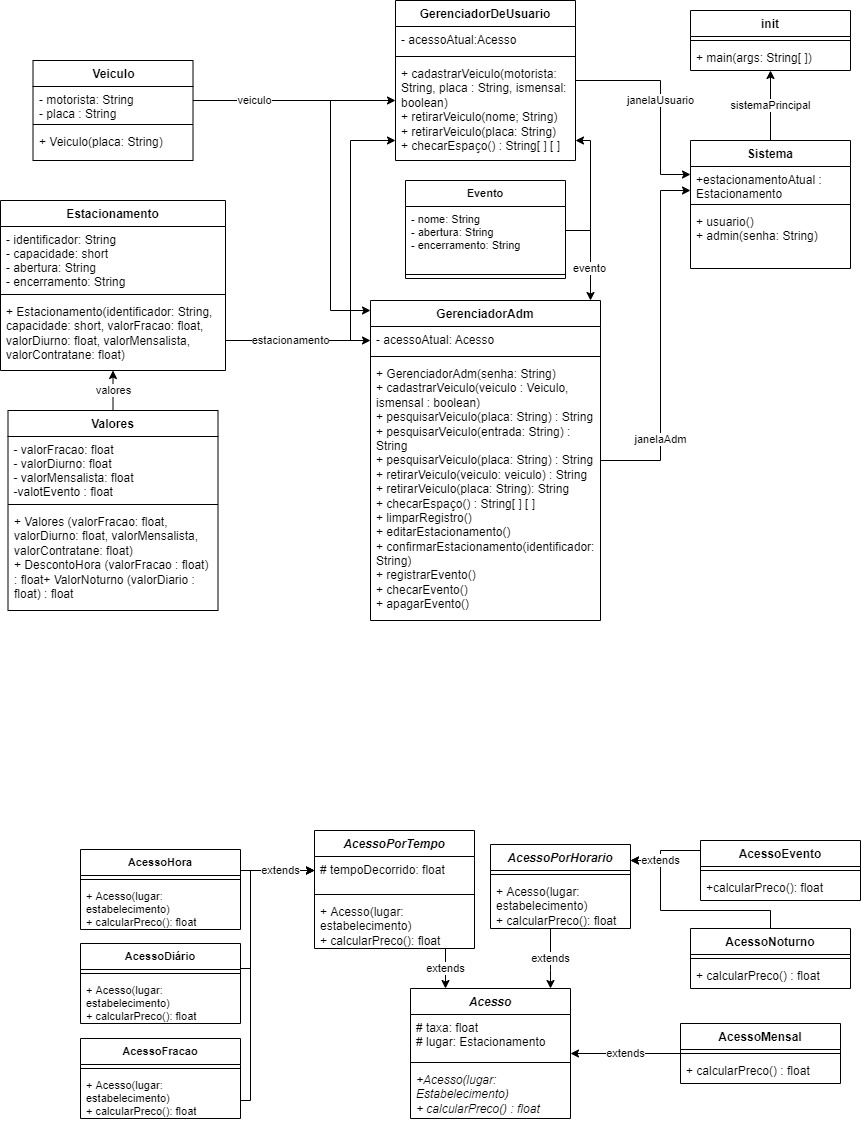 GerenciadorDeUsuario
- acessoAtual:Acesso
+ cadastrarVeiculo(motorista:
String, placa : String, ismensal:
boolean)
+ retirarVeiculo(nome; String)
+ retirarVeiculo(placa: String)
+ checarEspaço() : String[ ] [ ]
init
+ main(args: String[ ])
Veiculo
- motorista: String
- placa : String
+ Veiculo(placa: String)
veiculo
janelaUsuario
sistemaPrincipal
Sistema
+estacionamentoAtual :
Estacionamento
+ usuario()
+ admin(senha: String)
Evento
- nome: String
- abertura: String
- encerramento: String
evento
Estacionamento
- identificador: String
- capacidade: short
- abertura: String
- encerramento: String
+ Estacionamento(identificador: String,
capacidade: short, valorFracao: float,
valorDiurno: float, valorMensalista,
valorContratane: float)
estacionamento
GerenciadorAdm
- acessoAtual: Acesso
+ GerenciadorAdm(senha: String)
+ cadastrarVeiculo(veiculo : Veiculo,
ismensal : boolean)
+ pesquisarVeiculo(placa: String) : String
+ pesquisarVeiculo(entrada: String) :
String
+ pesquisarVeiculo(placa: String) : String
+ retirarVeiculo(veiculo: veiculo) : String
+ retirarVeiculo(placa: String): String
+ checarEspaço() : String[ ] [ ]
+ limparRegistro()
+ editarEstacionamento()
+ confirmarEstacionamento(identificador:
String)
+ registrarEvento()
+ checarEvento()
+ apagarEvento()
janelaAdm
valores
Valores
- valorFracao: float
- valorDiurno: float
- valorMensalista: float
-valotEvento : float
+ Valores (valorFracao: float,
valorDiurno: float, valorMensalista,
valorContratane: float)
+ DescontoHora (valorFracao : float)
: float+ ValorNoturno (valorDiario :
float) : float
AcessoHora
+ Acesso(lugar:
estabelecimento)
+ calcularPreco(): float
extends
AcessoPorTempo
# tempoDecorrido: float
+ Acesso(lugar:
estabelecimento)
+ calcularPreco(): float
AcessoPorHorario
+ Acesso(lugar:
estabelecimento)
+ calcularPreco(): float
extends
AcessoEvento
+calcularPreco(): float
AcessoNoturno
+ calcularPreco() : float
AcessoDiário
+ Acesso(lugar:
estabelecimento)
+ calcularPreco(): float
extends
extends
Acesso
# taxa: float
# lugar: Estacionamento
+Acesso(lugar:
Estabelecimento)
+ calcularPreco() : float
extends
AcessoMensal
+ calcularPreco() : float
AcessoFracao
+ Acesso(lugar:
estabelecimento)
+ calcularPreco(): float